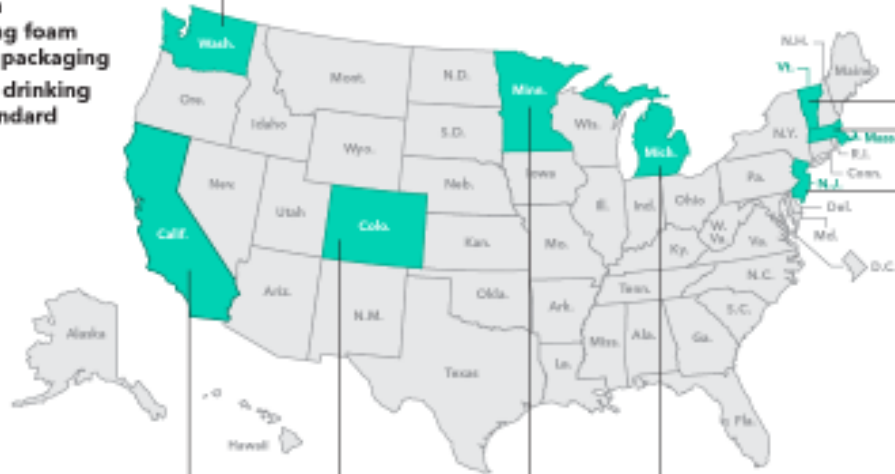 ng foam
packaging
drinking
ndard
Wash.
Mont.
N.D.
Minn.
N.H.
Vt.
Maine
Ore.
Idaho
S.D.
Wis.
Mich.
N.Y.
Mass
R.I.
Conn.
Wyo.
Nev.
Neb.
Iowa
Pa.
N.J.
Utah
Colo.
Ill.
Ind.
Ohio
Del.
Calif.
Kan.
Mo.
W.
Va.
Ky.
Va.
Md.
D.C.
Ariz.
N.M.
Okla.
Ark.
Tenn.
N.C.
S.C.
Alaska
Miss.
Ala.
Ga.
Texas
La.
Fla.
Hawaii